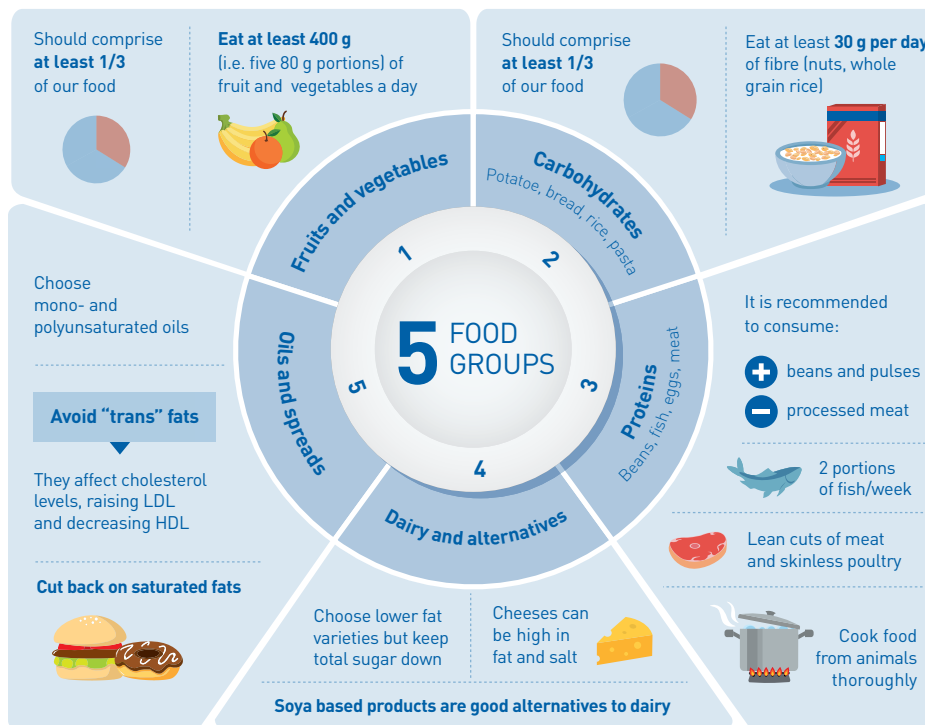 Should comprise
at least 1/3
of our food
Eat at least 400 g
(i.e. five 80 g portions) of
fruit and vegetables a day
Should comprise
at least 1/3
of our food
Eat at least 30 g per day
of fibre (nuts, whole
grain rice)
Fruits and vegetables
1
Carbohydrates
Potatoe, bread, rice, pasta
2
5 FOOD
GROUPS
Proteins
Beans, fish, eggs, meat
3
Dairy and alternatives
4
Oils and spreads
5
It is recommended
to consume:
+ beans and pulses
− processed meat
2 portions
of fish/week
Lean cuts of meat
and skinless poultry
Cook food
from animals
thoroughly
Choose lower fat
varieties but keep
total sugar down
Cheeses can
be high in
fat and salt
Soya based products are good alternatives to dairy
Choose
mono- and
polyunsaturated oils
Avoid “trans” fats
They affect cholesterol
levels, raising LDL
and decreasing HDL
Cut back on saturated fats